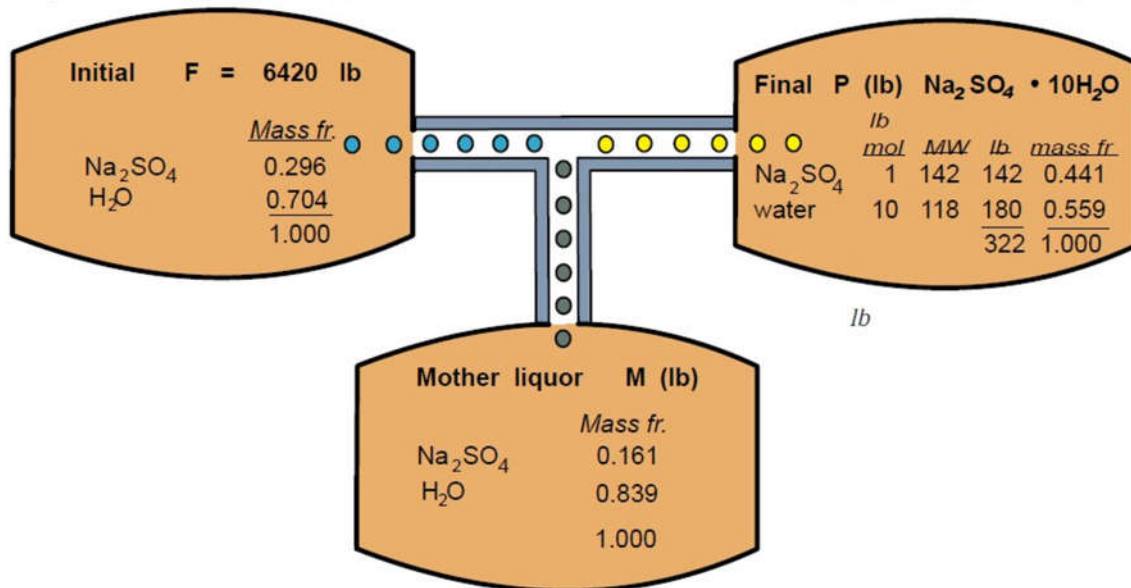 Initial F = 6420 lb
Mass fr.
Na₂SO₄ 0.296
H₂O 0.704
1.000
Final P (lb) Na₂SO₄ • 10H₂O
lb
mol MW lb mass fr
Na₂SO₄ 1 142 142 0.441
water 10 118 180 0.559
322 1.000
lb
Mother liquor M (lb)
Mass fr.
Na₂SO₄ 0.161
H₂O 0.839
1.000